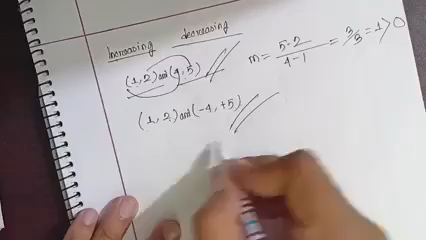 Increasing decreasing
(1, 2) and (4, 5) m = 5-2 / 4-1 = 3/3 = 1 > 0
(1, 2) and (-4, +5)